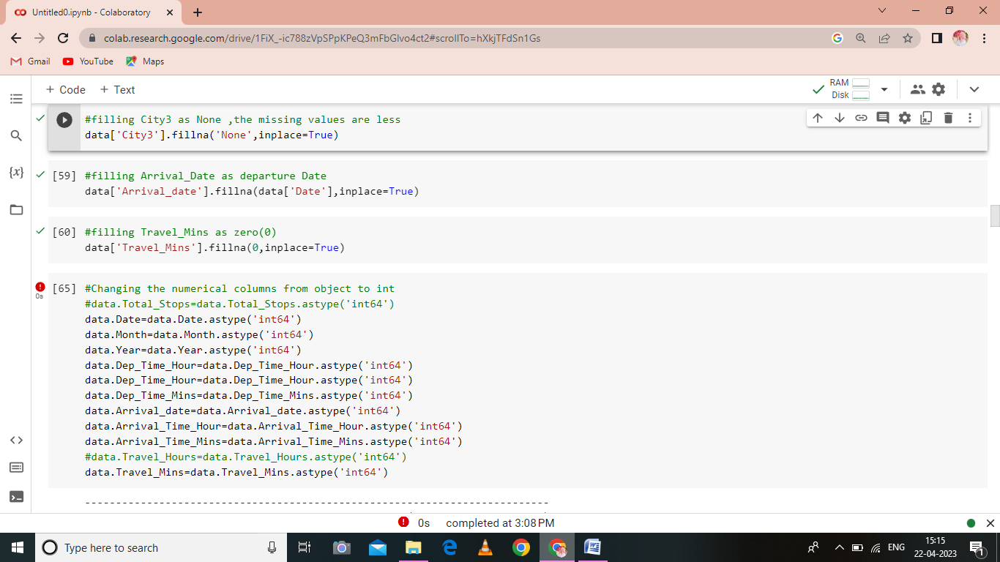 Untitled0.ipynb - Colaboratory
colab.research.google.com/drive/1FiX_-ic788zVpSPpKPeQ3mFbGlvo4ct2#scrollTo=hXkjTFdSn1Gs
Gmail YouTube Maps
+ Code + Text
RAM
Disk
#filling City3 as None ,the missing values are less
data['City3'].fillna('None',inplace=True)
[59] #filling Arrival_Date as departure Date
data['Arrival_date'].fillna(data['Date'],inplace=True)
[60] #filling Travel_Mins as zero(0)
data['Travel_Mins'].fillna(0,inplace=True)
[65] #Changing the numerical columns from object to int
0s
#data.Total_Stops=data.Total_Stops.astype('int64')
data.Date=data.Date.astype('int64')
data.Month=data.Month.astype('int64')
data.Year=data.Year.astype('int64')
data.Dep_Time_Hour=data.Dep_Time_Hour.astype('int64')
data.Dep_Time_Hour=data.Dep_Time_Hour.astype('int64')
data.Dep_Time_Mins=data.Dep_Time_Mins.astype('int64')
data.Arrival_date=data.Arrival_date.astype('int64')
data.Arrival_Time_Hour=data.Arrival_Time_Hour.astype('int64')
data.Arrival_Time_Mins=data.Arrival_Time_Mins.astype('int64')
#data.Travel_Hours=data.Travel_Hours.astype('int64')
data.Travel_Mins=data.Travel_Mins.astype('int64')
---------------------------------------------------------------------------
0s completed at 3:08 PM
Type here to search
ENG
15:15
22-04-2023
1